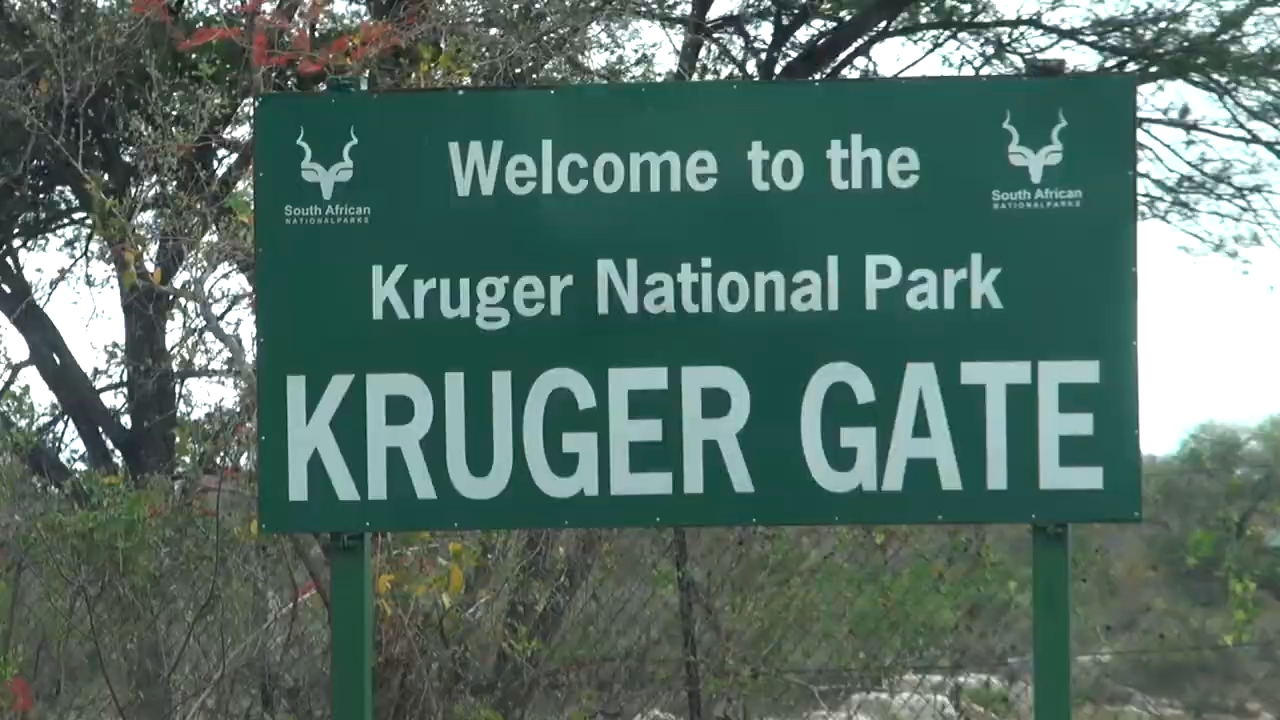 South African
NATIONAL PARKS
Welcome to the
South African
NATIONAL PARKS
Kruger National Park
KRUGER GATE